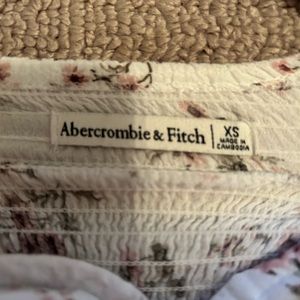 Abercrombie & Fitch
XS
MADE IN
CAMBODIA